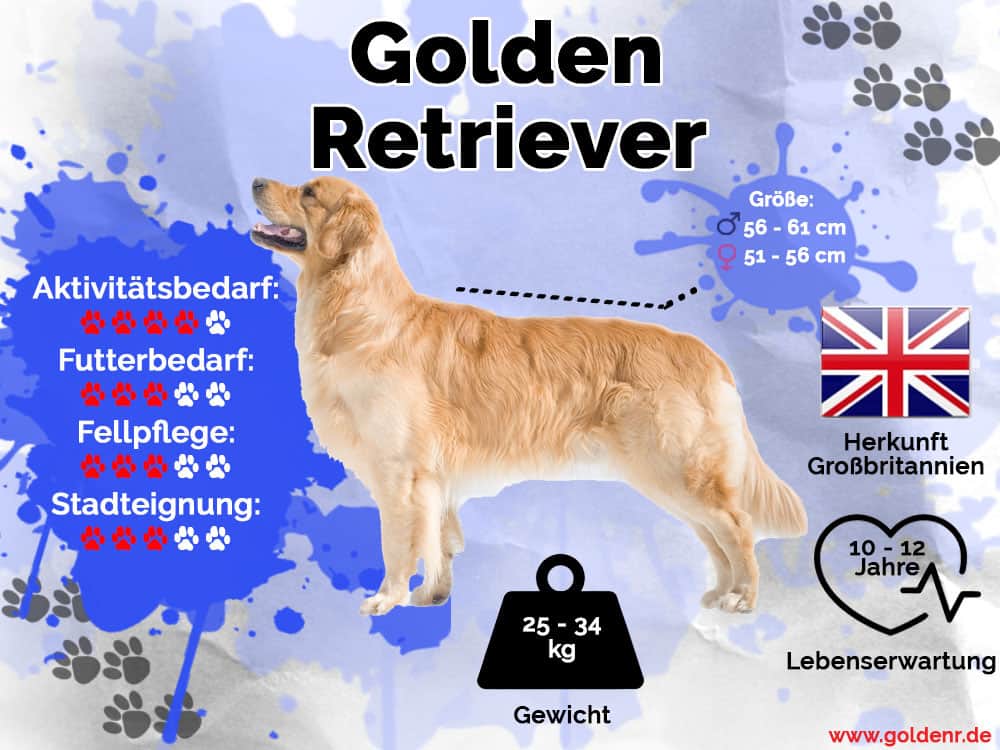 Golden
Retriever
Größe:
56 - 61 cm
51 - 56 cm
Aktivitätsbedarf:
Futterbedarf:
Fellpflege:
Stadteignung:
Herkunft
Großbritannien
10 - 12
Jahre
Lebenserwartung
25 - 34
kg
Gewicht
www.goldenr.de